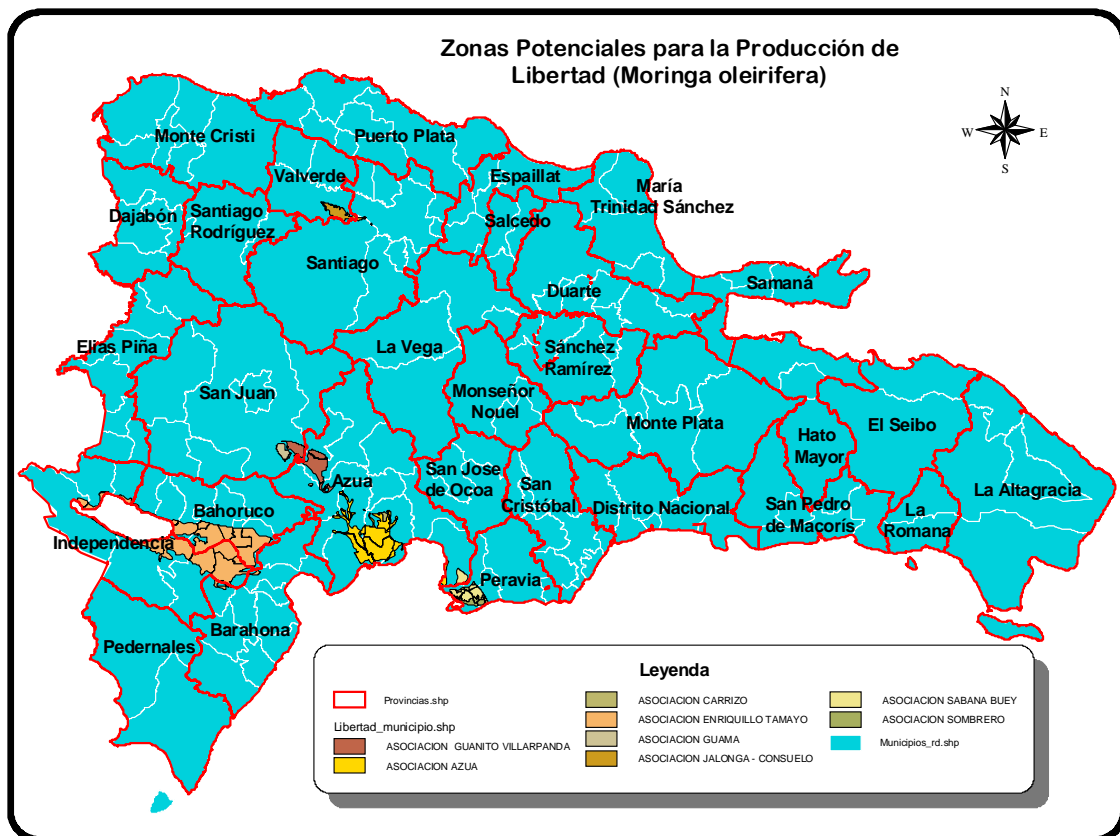 Zonas Potenciales para la Producción de
Libertad (Moringa oleirifera)
N
W
E
S
Monte Cristi
Puerto Plata
Valverde
Espaillat
María
Trinidad Sánchez
Dajabón
Santiago
Rodríguez
Salcedo
Santiago
Samaná
Duarte
Elías Piña
La Vega
Sánchez
Ramírez
San Juan
Monseñor
Nouel
Monte Plata
Hato
Mayor
El Seibo
Azua
San Jose
de Ocoa
San
Cristóbal
Distrito Nacional
San Pedro
de Macorís
La
Romana
La Altagracia
Bahoruco
Independencia
Peravia
Barahona
Pedernales
Leyenda
Provincias.shp
Libertad_municipio.shp
ASOCIACION GUANITO VILLARPANDA
ASOCIACION AZUA
ASOCIACION CARRIZO
ASOCIACION ENRIQUILLO TAMAYO
ASOCIACION GUAMA
ASOCIACION JALONGA - CONSUELO
ASOCIACION SABANA BUEY
ASOCIACION SOMBRERO
Municipios_rd.shp